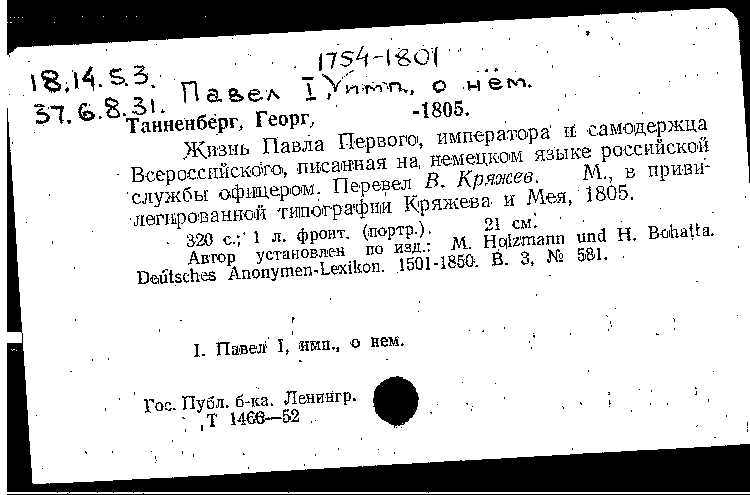 1754-1801
18.14.53. Павел I, имп., о нем.
37.6.8.31.
Танненберг, Георг, -1805.
Жизнь Павла Первого, императора и самодержца
Всероссийского, писанная на немецком языке российской
службы офицером. Перевел В. Кряжев. М., в приви-
легированной типографии Кряжева и Мея, 1805.
320 с.; 1 л. фронт. (портр.). 21 см.
Автор установлен по изд.: M. Holzmann und H. Bohatta.
Deutsches Anonymen-Lexikon. 1501-1850. B. 3, № 581.
I. Павел I, имп., о нем.
Гос. Публ. б-ка. Ленингр.
Т 1466—52